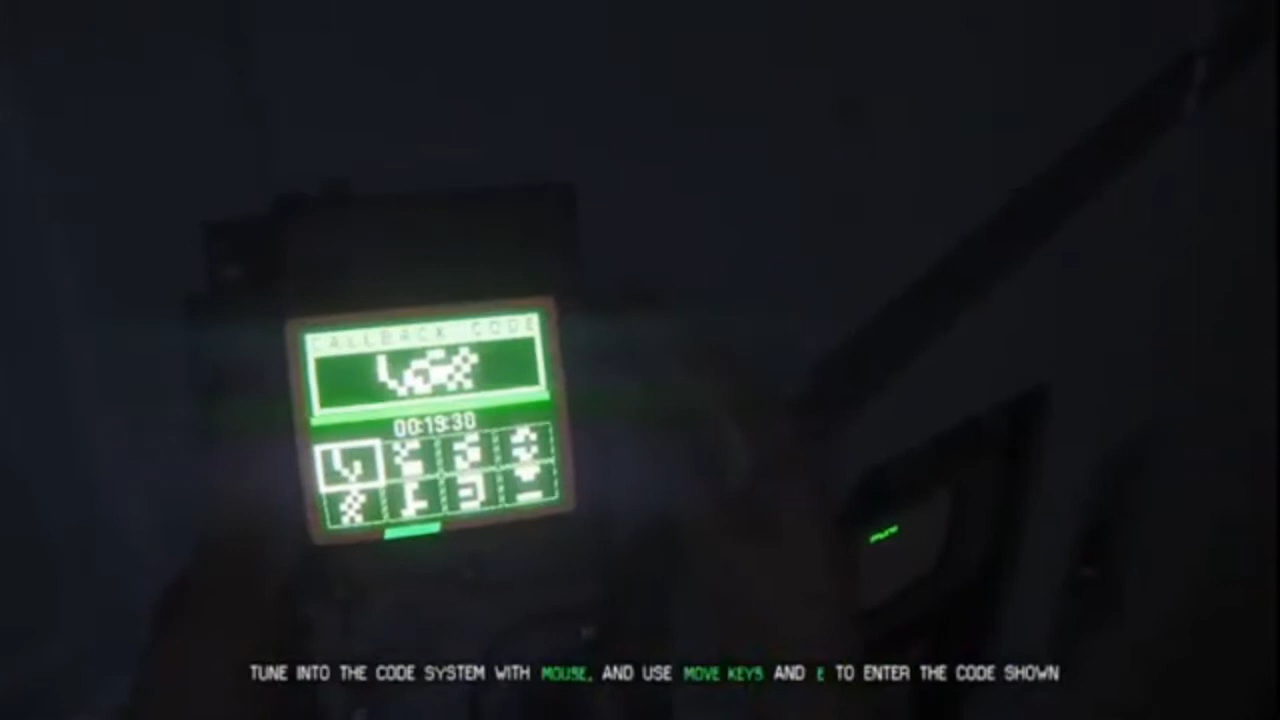 CALLBACK CODE
00:19:30
TUNE INTO THE CODE SYSTEM WITH MOUSE, AND USE MOVE KEYS AND E TO ENTER THE CODE SHOWN